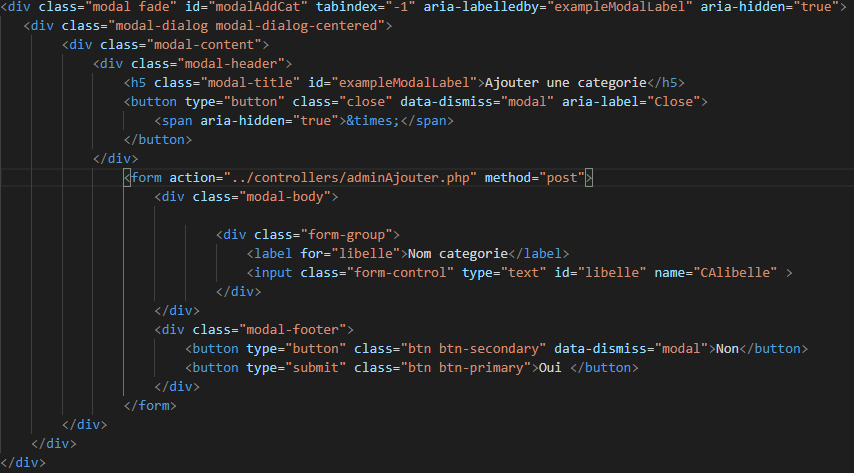 <div class="modal fade" id="modalAddCat" tabindex="-1" aria-labelledby="exampleModalLabel" aria-hidden="true">
<div class="modal-dialog modal-dialog-centered">
<div class="modal-content">
<div class="modal-header">
<h5 class="modal-title" id="exampleModalLabel">Ajouter une categorie</h5>
<button type="button" class="close" data-dismiss="modal" aria-label="Close">
<span aria-hidden="true">&times;</span>
</button>
</div>
<form action="../controllers/adminAjouter.php" method="post">
<div class="modal-body">
<div class="form-group">
<label for="libelle">Nom categorie</label>
<input class="form-control" type="text" id="libelle" name="CAlibelle" >
</div>
</div>
<div class="modal-footer">
<button type="button" class="btn btn-secondary" data-dismiss="modal">Non</button>
<button type="submit" class="btn btn-primary">Oui </button>
</div>
</form>
</div>
</div>
</div>